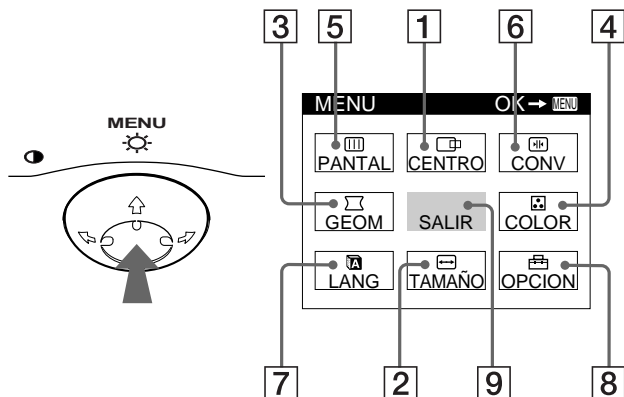 3 5 1 6 4
MENU
MENU OK→ MENU
PANTAL CENTRO CONV
GEOM SALIR COLOR
LANG TAMAÑO OPCION
7 2 9 8